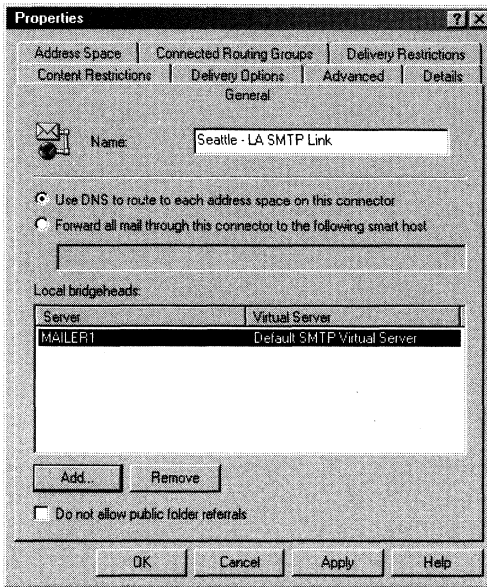 Properties
Address Space Connected Routing Groups Delivery Restrictions
Content Restrictions Delivery Options Advanced Details
General
Name: Seattle - LA SMTP Link
Use DNS to route to each address space on this connector
Forward all mail through this connector to the following smart host
Local bridgeheads:
Server Virtual Server
MAILER1 Default SMTP Virtual Server
Add... Remove
Do not allow public folder referrals
OK Cancel Apply Help